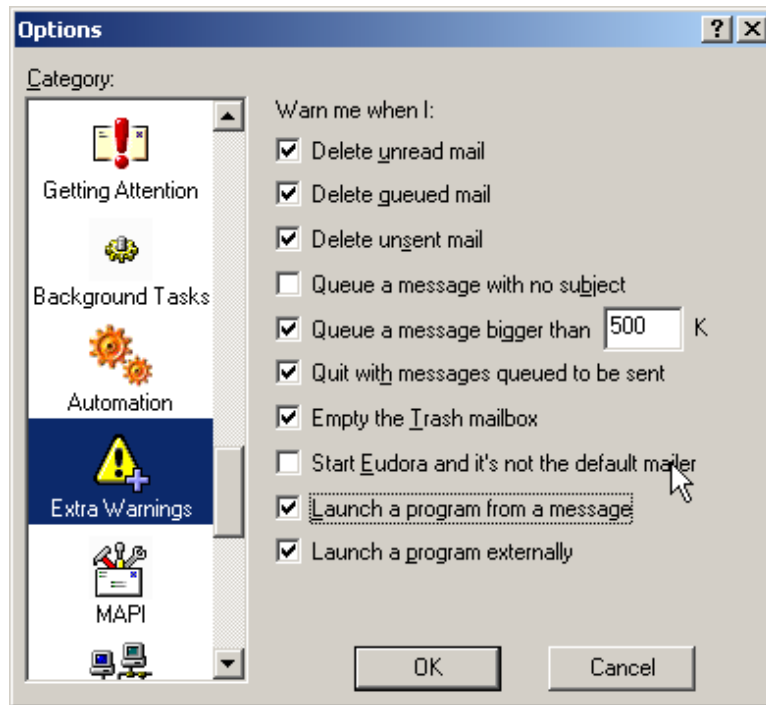 Options
Category:
Getting Attention
Background Tasks
Automation
Extra Warnings
MAPI
Warn me when I:
Delete unread mail
Delete queued mail
Delete unsent mail
Queue a message with no subject
Queue a message bigger than 500 K
Quit with messages queued to be sent
Empty the Trash mailbox
Start Eudora and it's not the default mailer
Launch a program from a message
Launch a program externally
OK Cancel